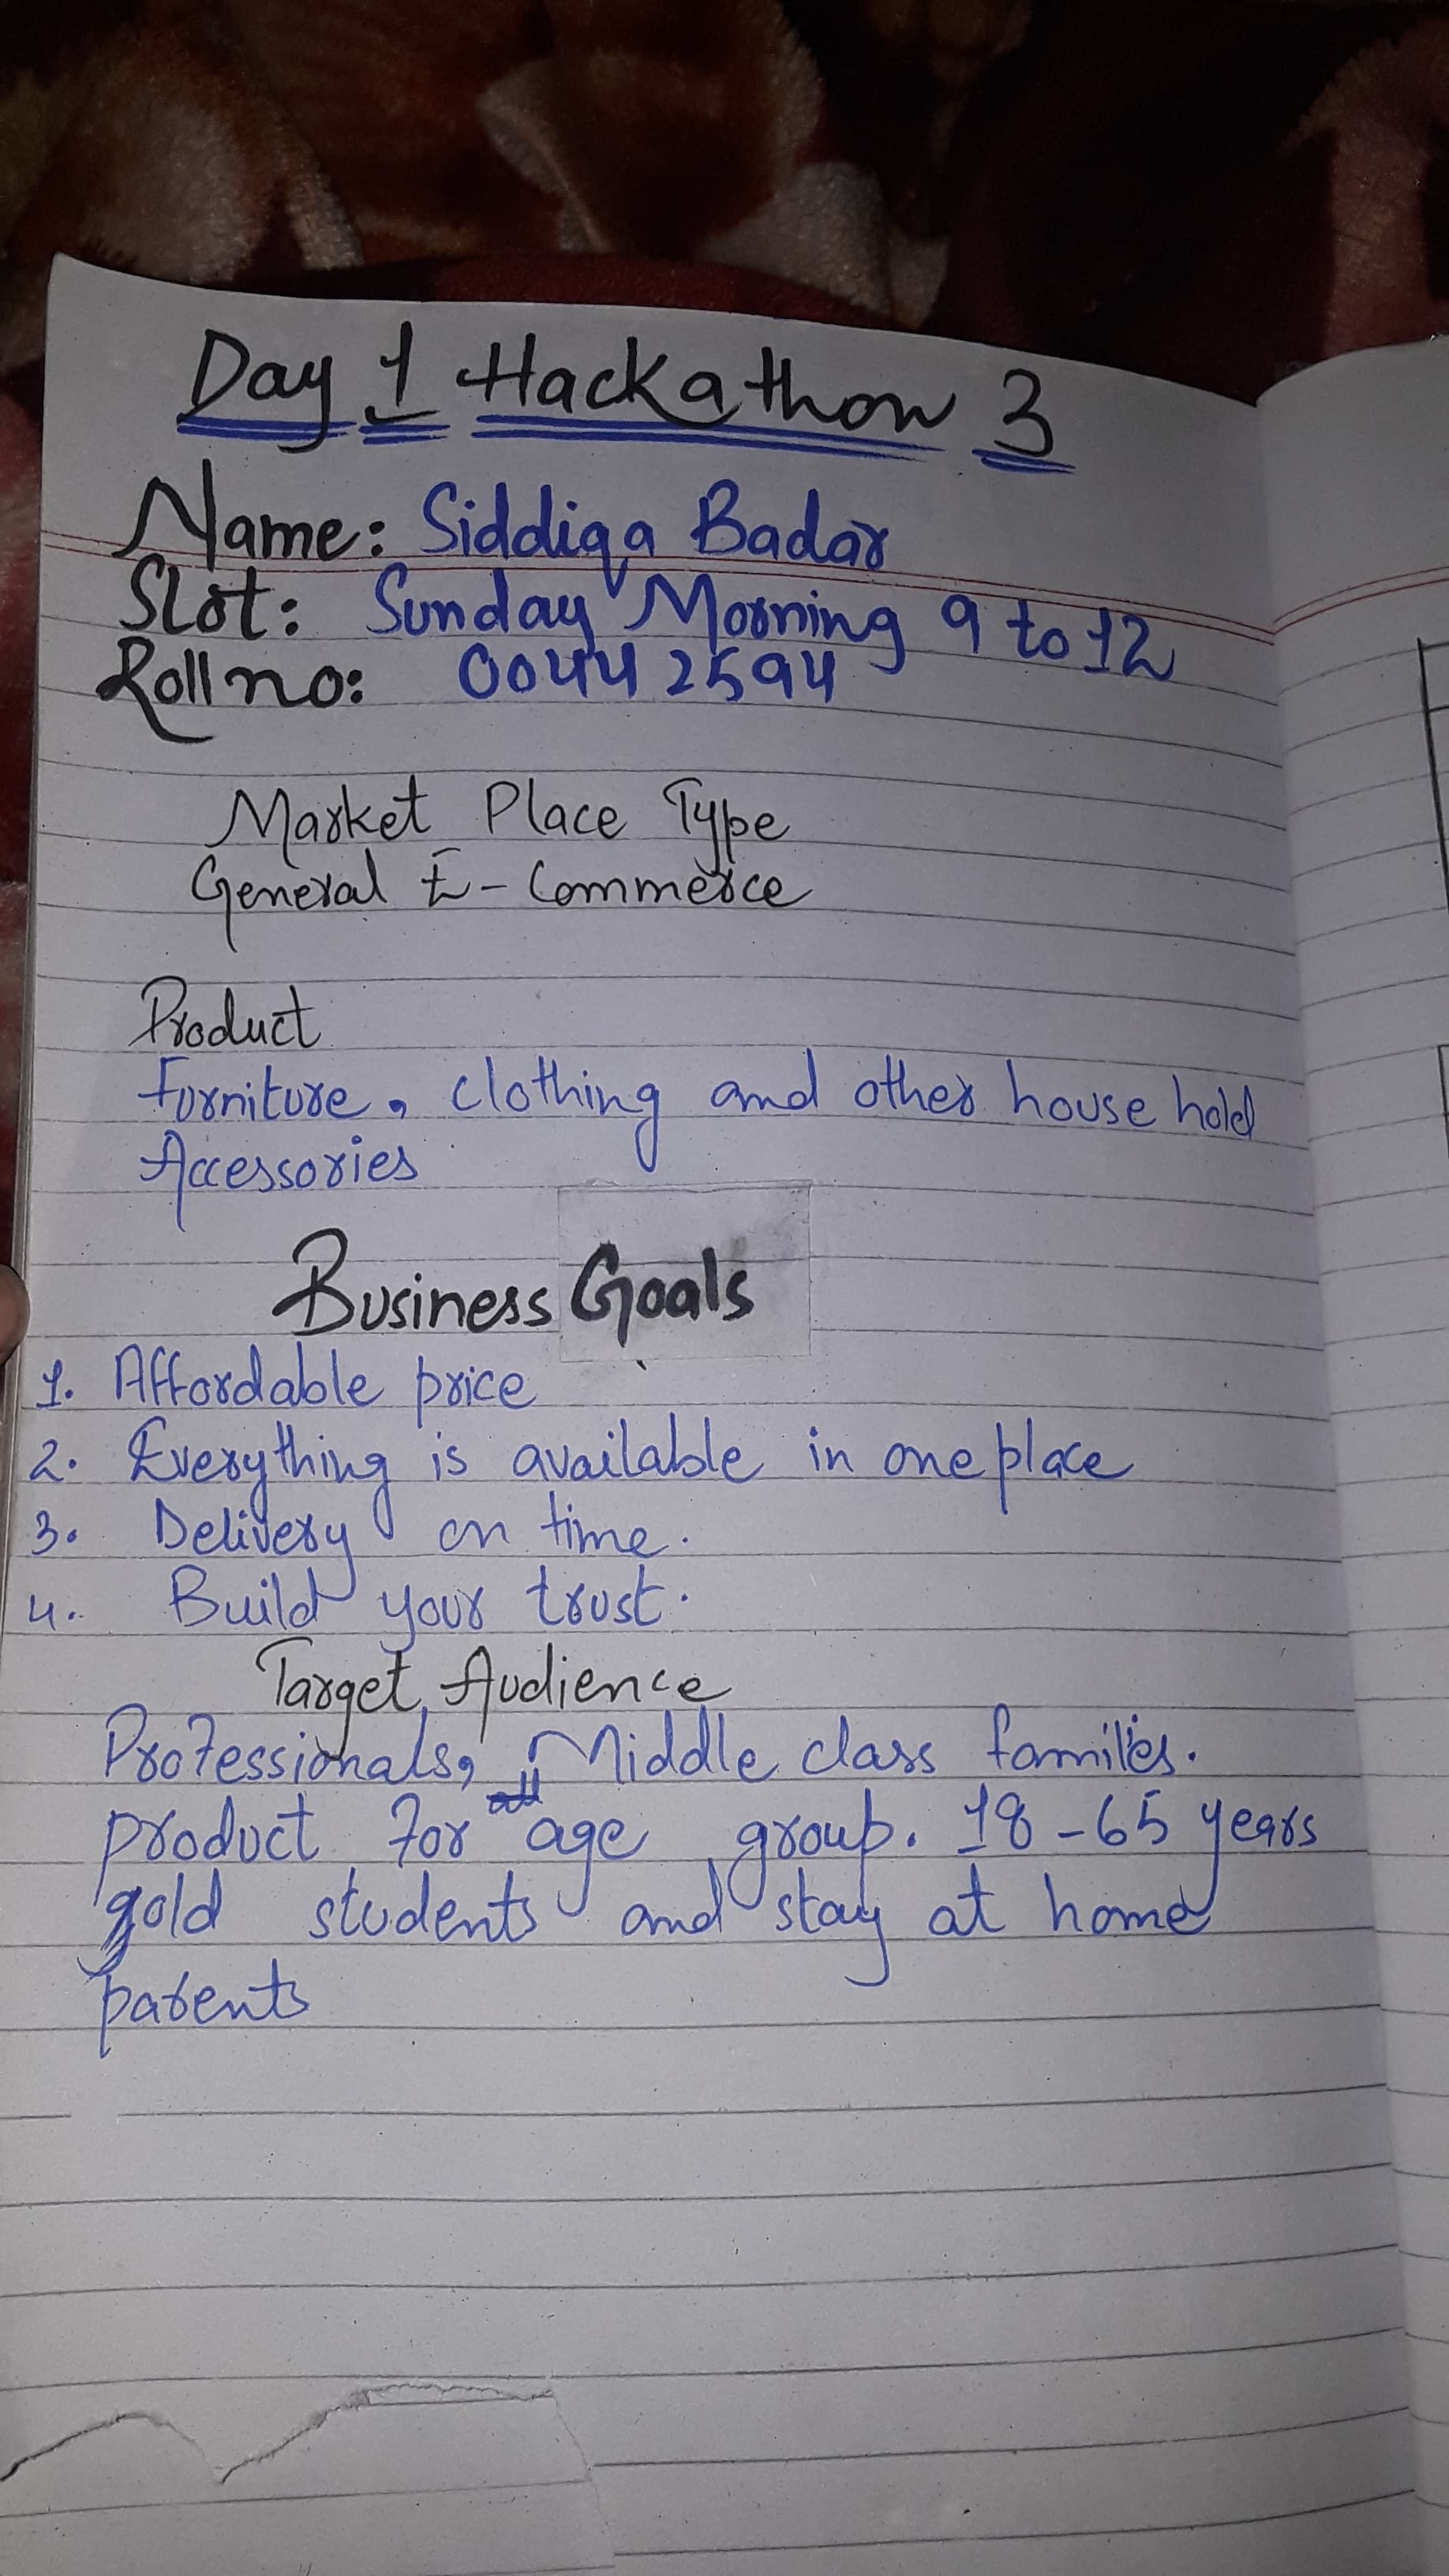 Day 1 Hackathon 3
Name: Siddiqa Badar
Slot: Sunday Morning 9 to 12
Roll no: 00442594
Market Place Type
General E-Commerce
Product
Furniture, clothing and other house hold
Accessories
Business Goals
1. Affordable price
2. Everything is available in one place
3. Delivery on time.
4. Build your trust.
Target Audience
Professionals, Middle class families.
product for age group. 18-65 years
gold students and stay at home
parents